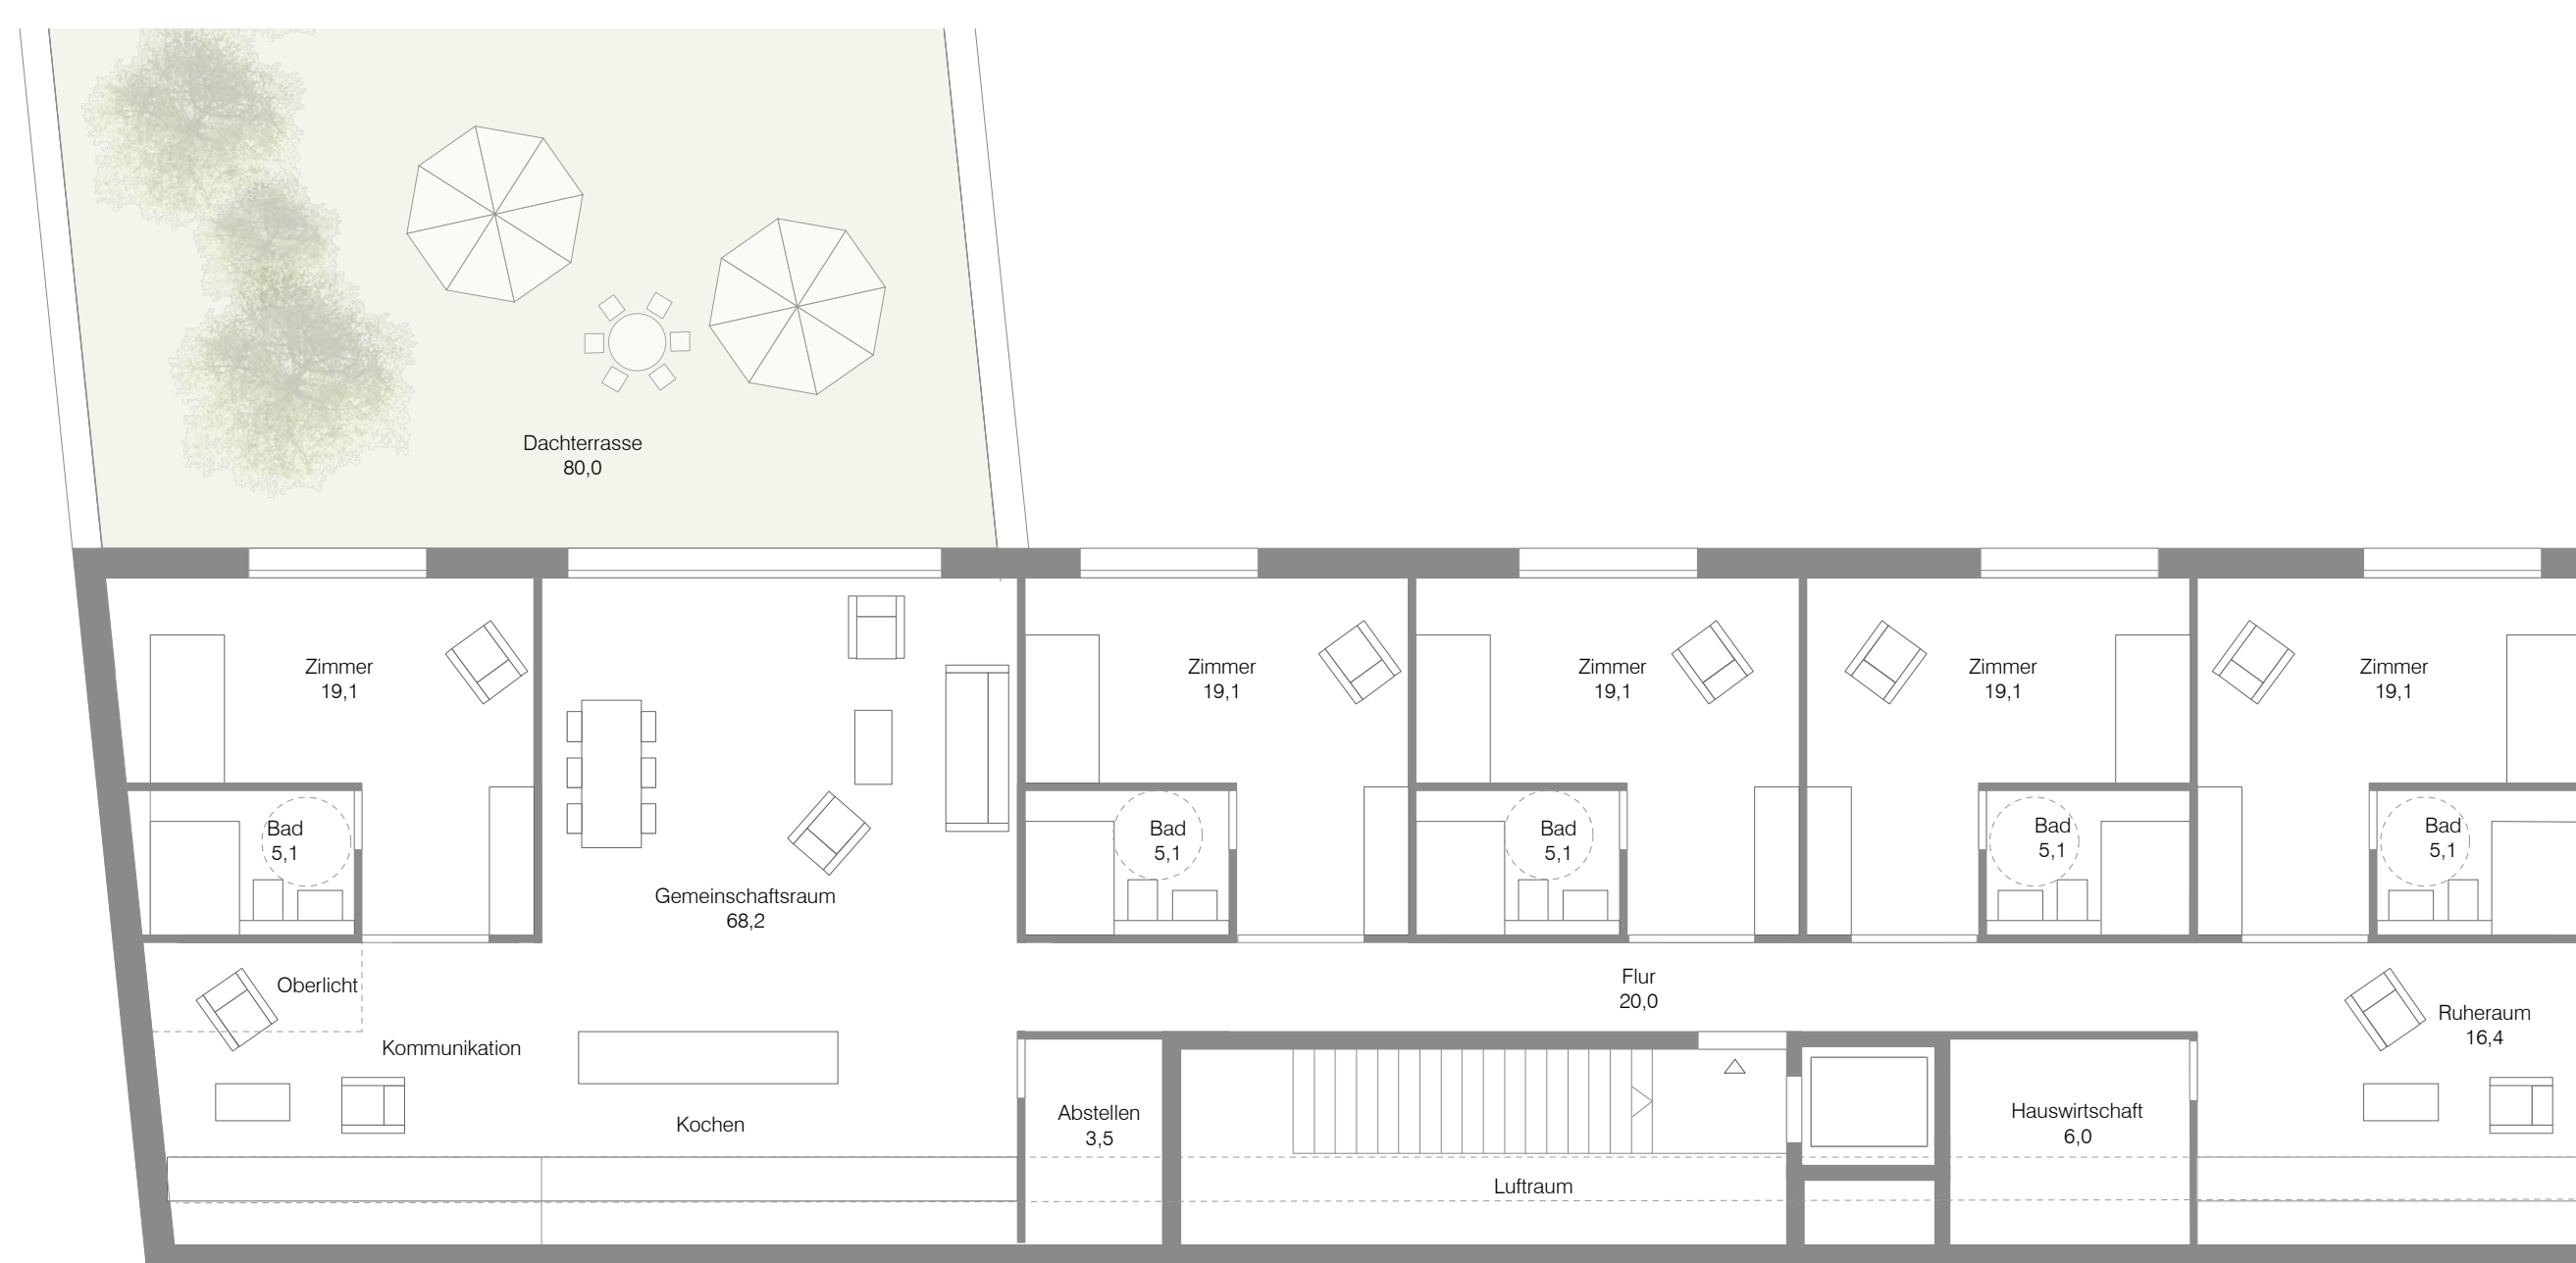 Dachterrasse
80,0
Zimmer
19,1
Zimmer
19,1
Zimmer
19,1
Zimmer
19,1
Zimmer
19,1
Bad
5,1
Bad
5,1
Bad
5,1
Bad
5,1
Bad
5,1
Gemeinschaftsraum
68,2
Oberlicht
Flur
20,0
Ruheraum
16,4
Kommunikation
Kochen
Abstellen
3,5
Hauswirtschaft
6,0
Luftraum